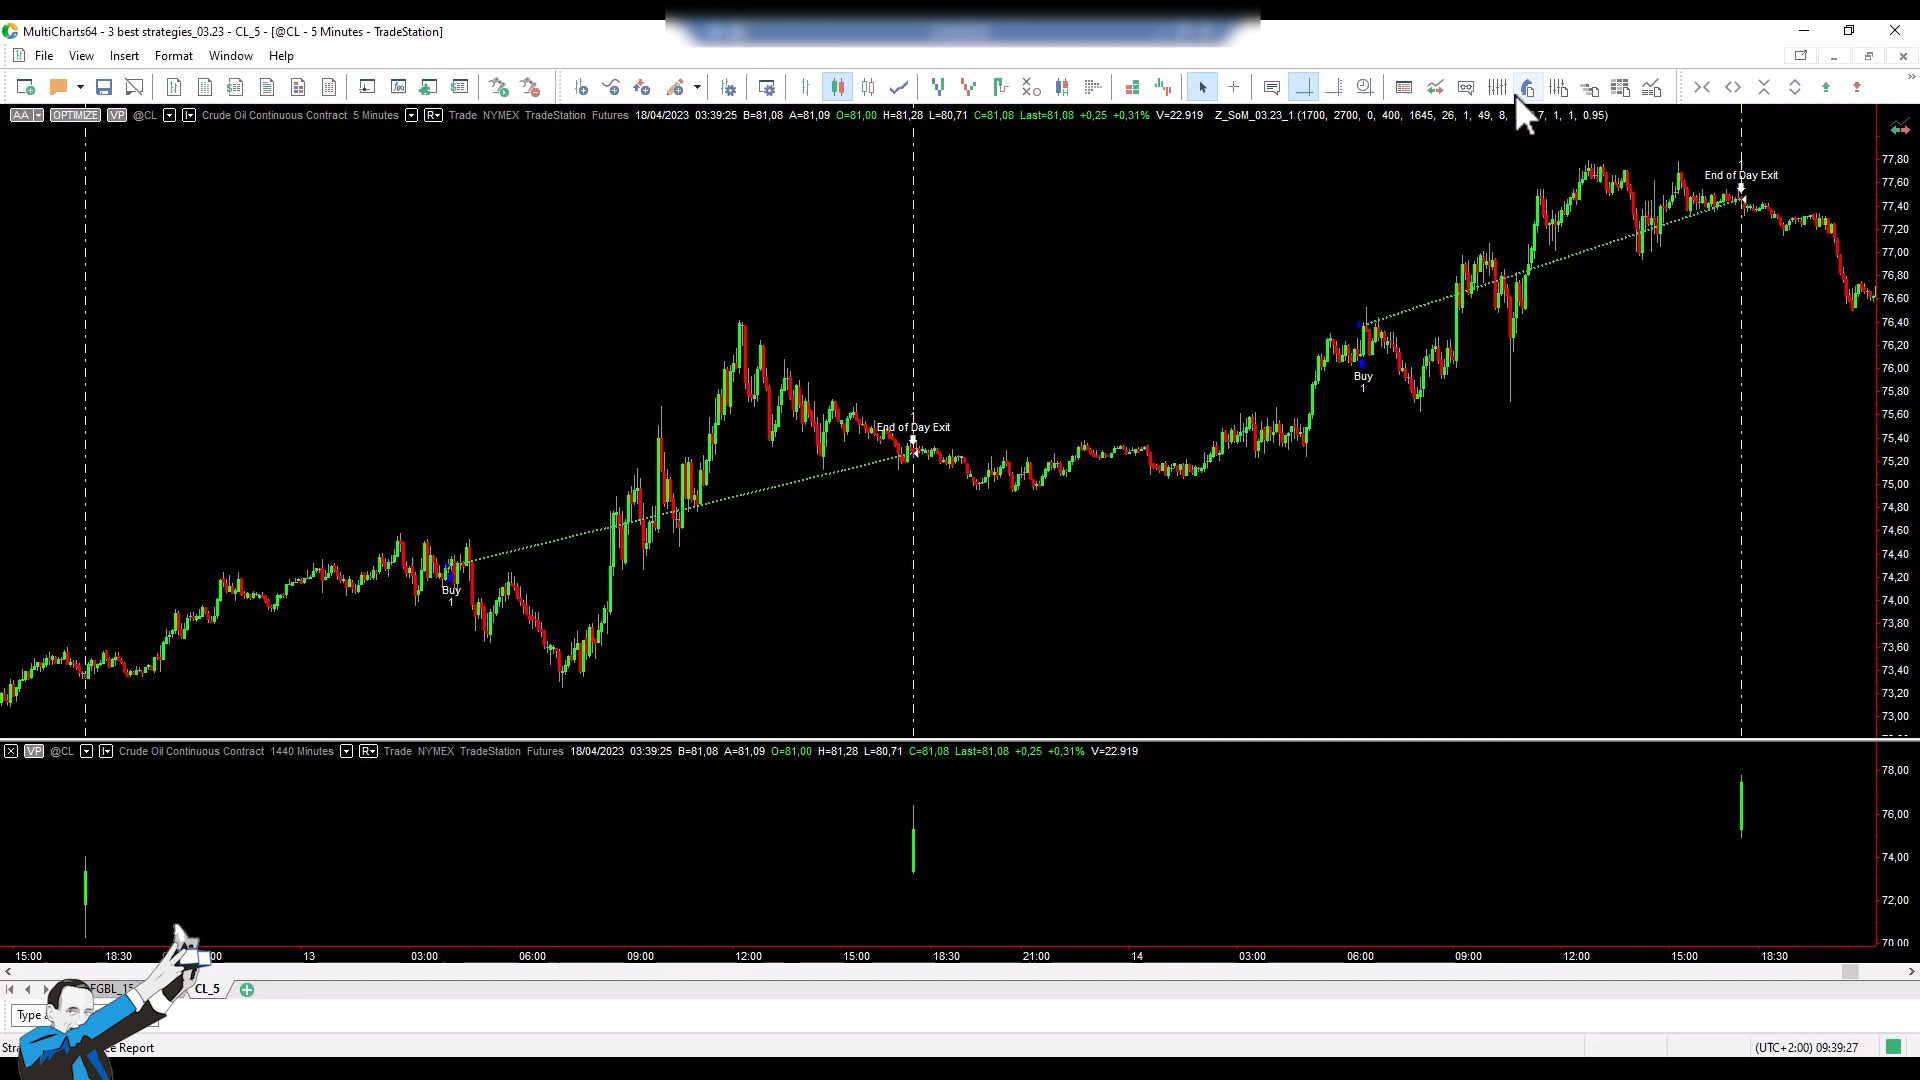 MultiCharts64 - 3 best strategies_03.23 - CL_5 - [@CL - 5 Minutes - TradeStation]
File View Insert Format Window Help
AA OPTIMIZE VP @CL Crude Oil Continuous Contract 5 Minutes R Trade NYMEX TradeStation Futures 18/04/2023 03:39:25 B=81,08 A=81,09 O=81,00 H=81,28 L=80,71 C=81,08 Last=81,08 +0,25 +0,31% V=22.919 Z_SoM_03.23_1 (1700, 2700, 0, 400, 1645, 26, 1, 49, 8, 7, 1, 1, 0.95)
77,80
End of Day Exit
77,60
77,40
77,20
77,00
76,80
76,60
76,40
76,20
76,00
Buy
1
75,80
75,60
End of Day Exit
75,40
75,20
75,00
74,80
74,60
74,40
74,20
Buy
1
74,00
73,80
73,60
73,40
73,20
73,00
VP @CL Crude Oil Continuous Contract 1440 Minutes R Trade NYMEX TradeStation Futures 18/04/2023 03:39:25 B=81,08 A=81,09 O=81,00 H=81,28 L=80,71 C=81,08 Last=81,08 +0,25 +0,31% V=22.919
78,00
76,00
74,00
72,00
70,00
15:00 18:30 13 03:00 06:00 09:00 12:00 15:00 18:30 21:00 14 03:00 06:00 09:00 12:00 15:00 18:30
FGBL_15 CL_5
Type
Report
(UTC+2:00) 09:39:27